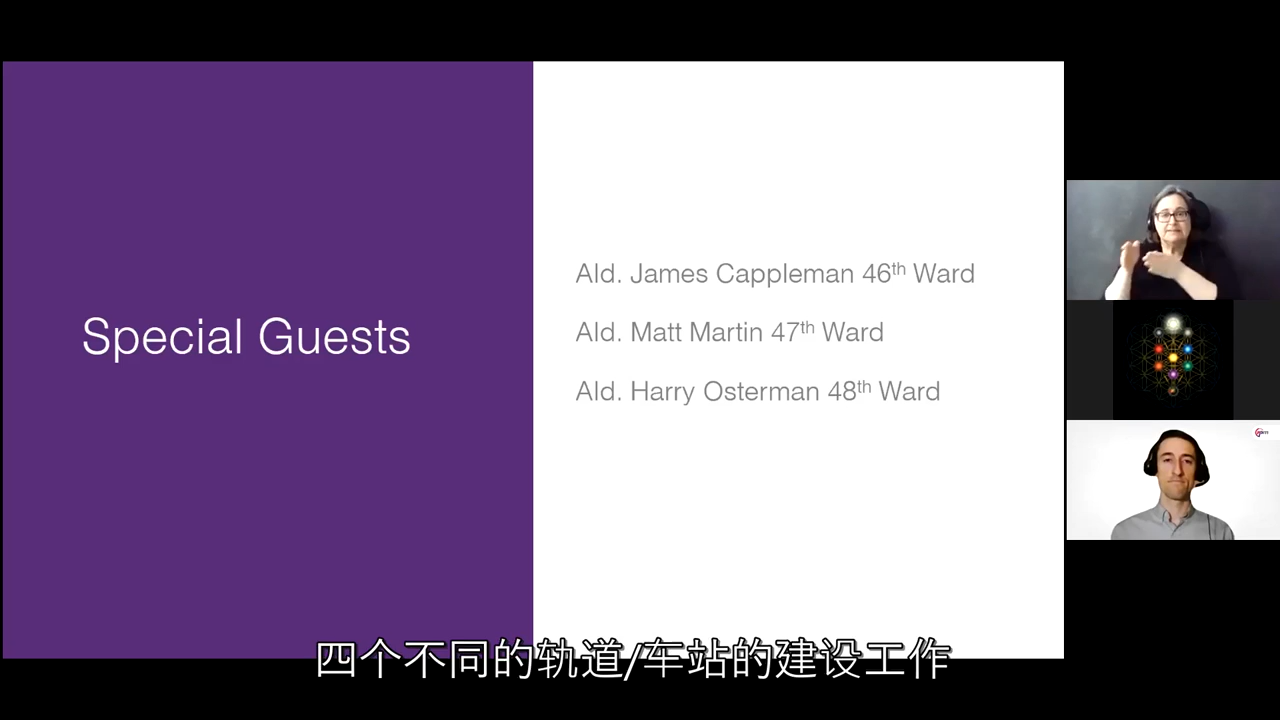 Special Guests
Ald. James Cappleman 46th Ward
Ald. Matt Martin 47th Ward
Ald. Harry Osterman 48th Ward
四个不同的轨道/车站的建设工作